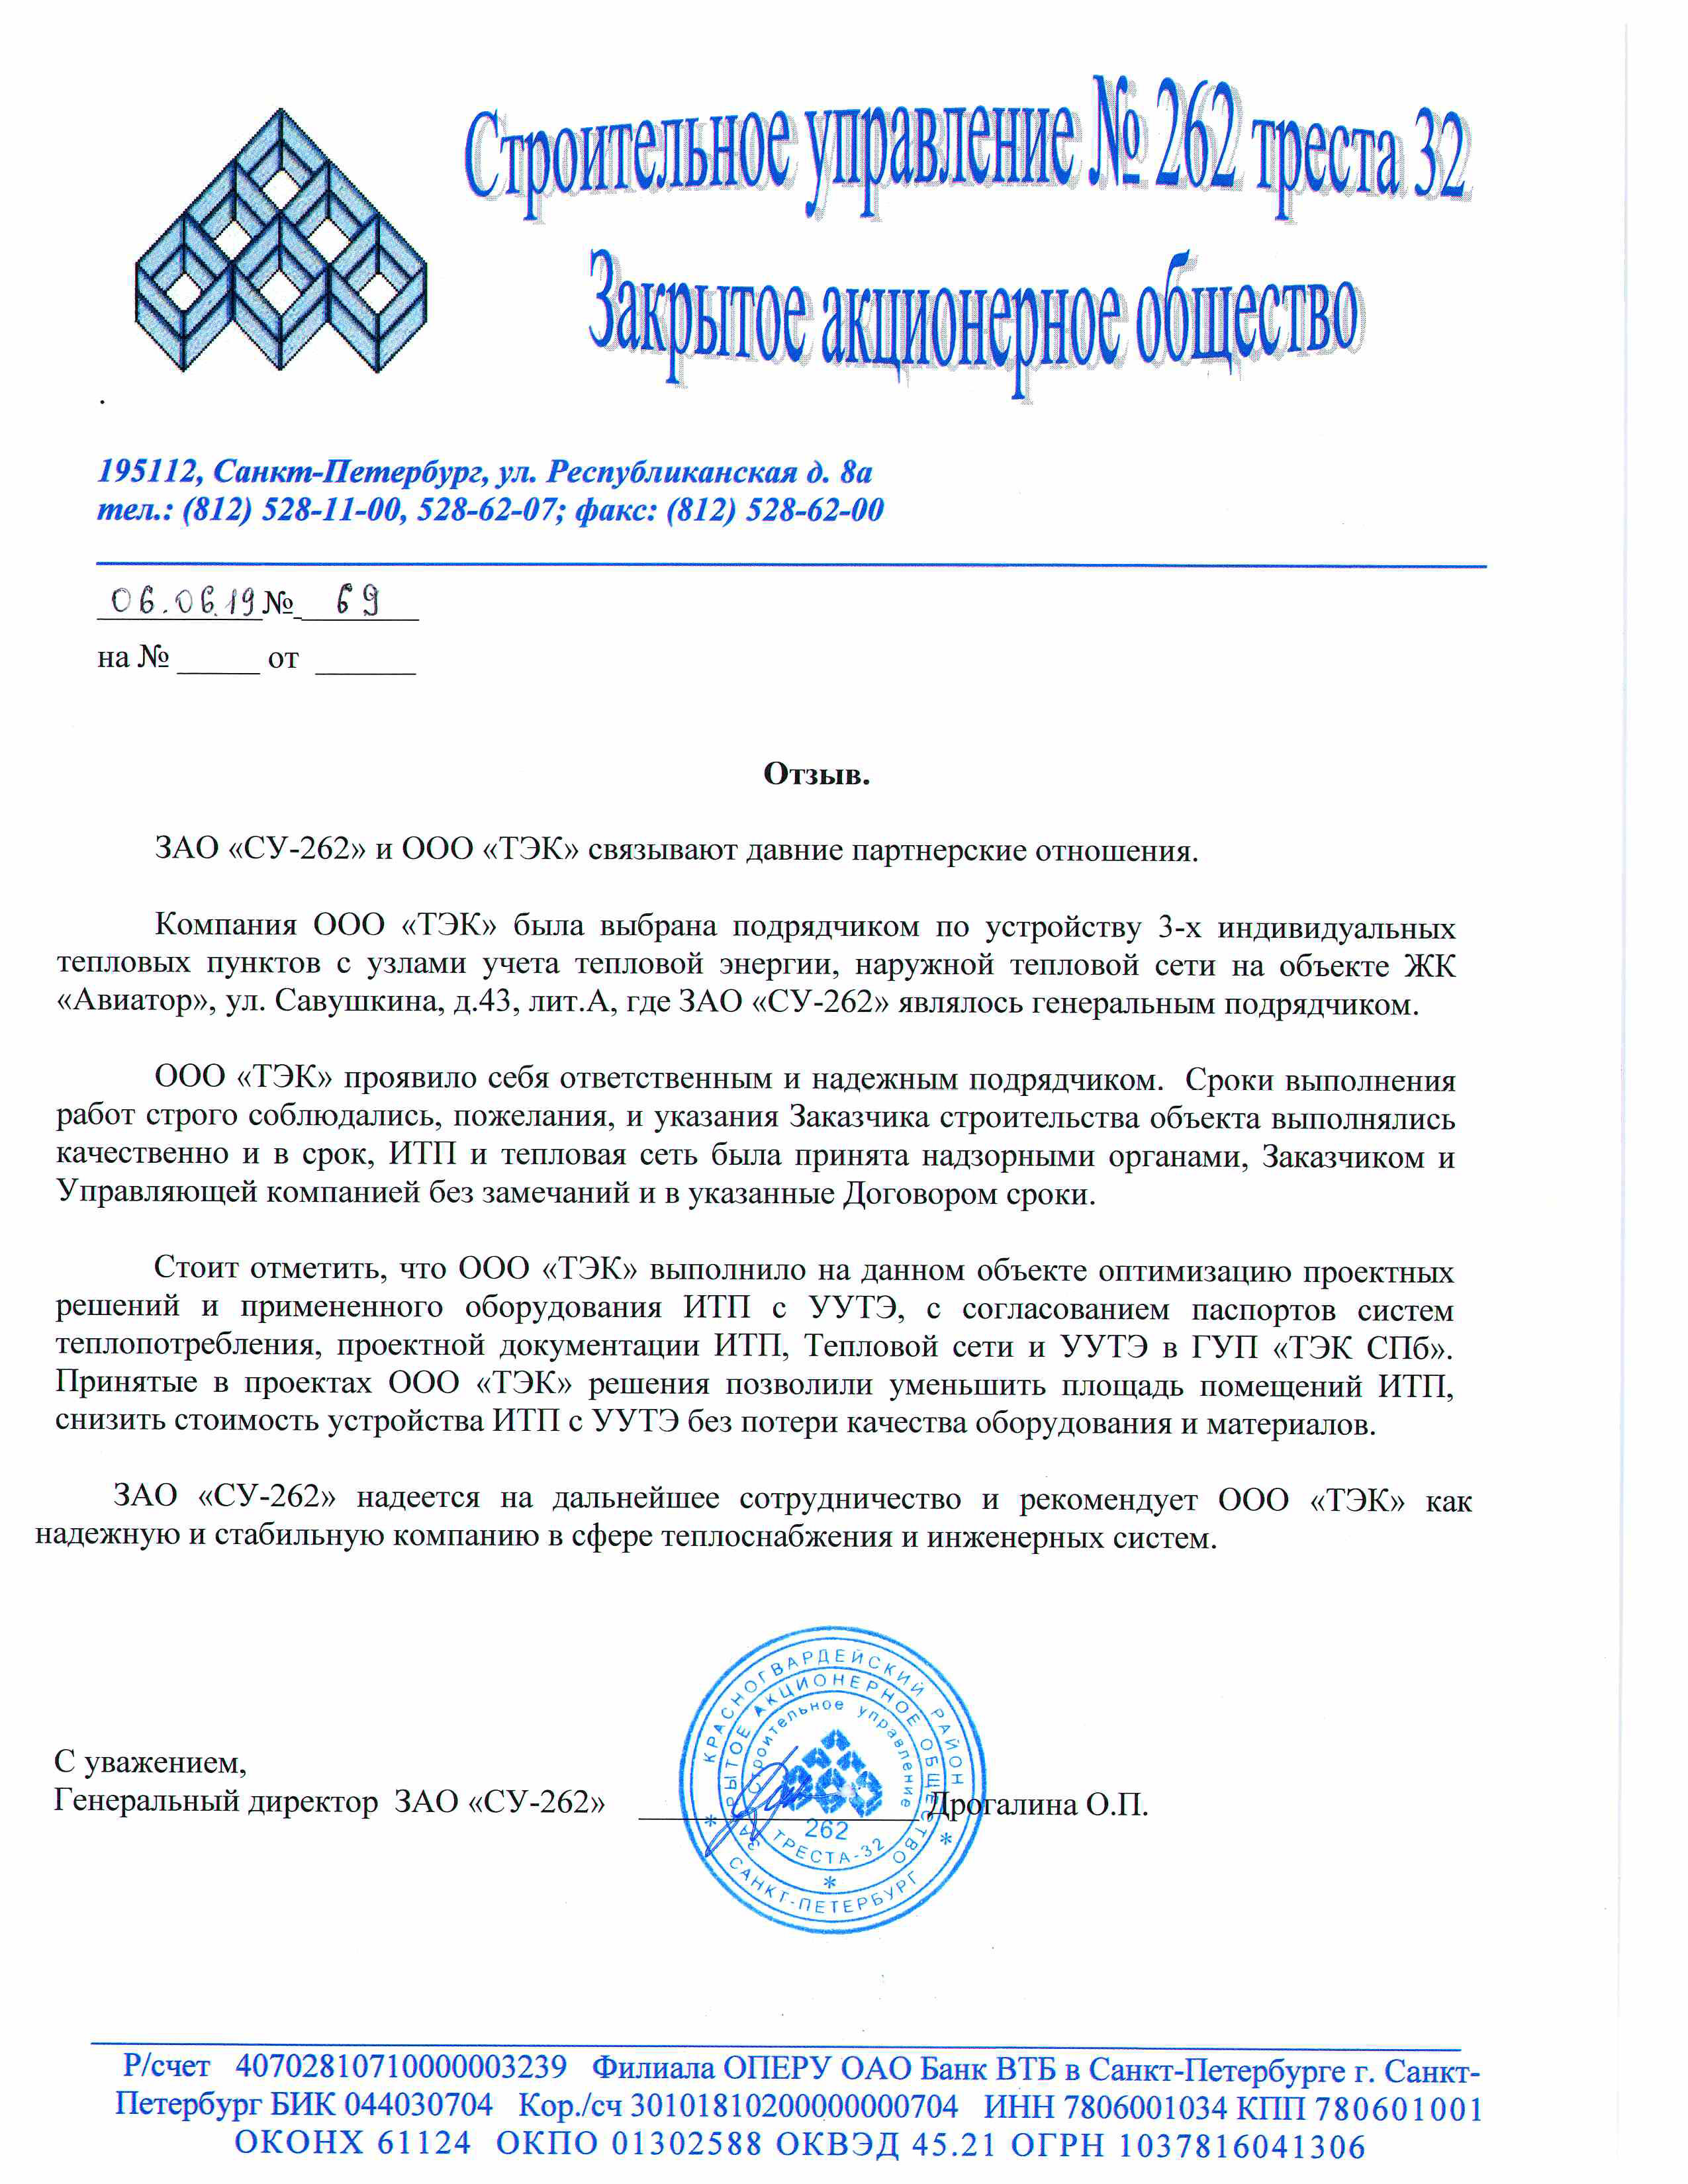 Строительное управление № 262 треста 32
Закрытое акционерное общество
195112, Санкт-Петербург, ул. Республиканская д. 8а
тел.: (812) 528-11-00, 528-62-07; факс: (812) 528-62-00
06.06.19 № 69
на № _____ от ______
Отзыв.
ЗАО «СУ-262» и ООО «ТЭК» связывают давние партнерские отношения.
Компания ООО «ТЭК» была выбрана подрядчиком по устройству 3-х индивидуальных
тепловых пунктов с узлами учета тепловой энергии, наружной тепловой сети на объекте ЖК
«Авиатор», ул. Савушкина, д.43, лит.А, где ЗАО «СУ-262» являлось генеральным подрядчиком.
ООО «ТЭК» проявило себя ответственным и надежным подрядчиком. Сроки выполнения
работ строго соблюдались, пожелания, и указания Заказчика строительства объекта выполнялись
качественно и в срок, ИТП и тепловая сеть была принята надзорными органами, Заказчиком и
Управляющей компанией без замечаний и в указанные Договором сроки.
Стоит отметить, что ООО «ТЭК» выполнило на данном объекте оптимизацию проектных
решений и примененного оборудования ИТП с УУТЭ, с согласованием паспортов систем
теплопотребления, проектной документации ИТП, Тепловой сети и УУТЭ в ГУП «ТЭК СПб».
Принятые в проектах ООО «ТЭК» решения позволили уменьшить площадь помещений ИТП,
снизить стоимость устройства ИТП с УУТЭ без потери качества оборудования и материалов.
ЗАО «СУ-262» надеется на дальнейшее сотрудничество и рекомендует ООО «ТЭК» как
надежную и стабильную компанию в сфере теплоснабжения и инженерных систем.
С уважением,
Генеральный директор ЗАО «СУ-262» Дрогалина О.П.
КРАСНОГВАРДЕЙСКИЙ РАЙОН
САНКТ-ПЕТЕРБУРГ
АКЦИОНЕРНОЕ ОБЩЕСТВО
Строительное управление
262
ТРЕСТА-32
Р/счет 40702810710000003239 Филиала ОПЕРУ ОАО Банк ВТБ в Санкт-Петербурге г. Санкт-
Петербург БИК 044030704 Кор./сч 30101810200000000704 ИНН 7806001034 КПП 780601001
ОКОНХ 61124 ОКПО 01302588 ОКВЭД 45.21 ОГРН 1037816041306